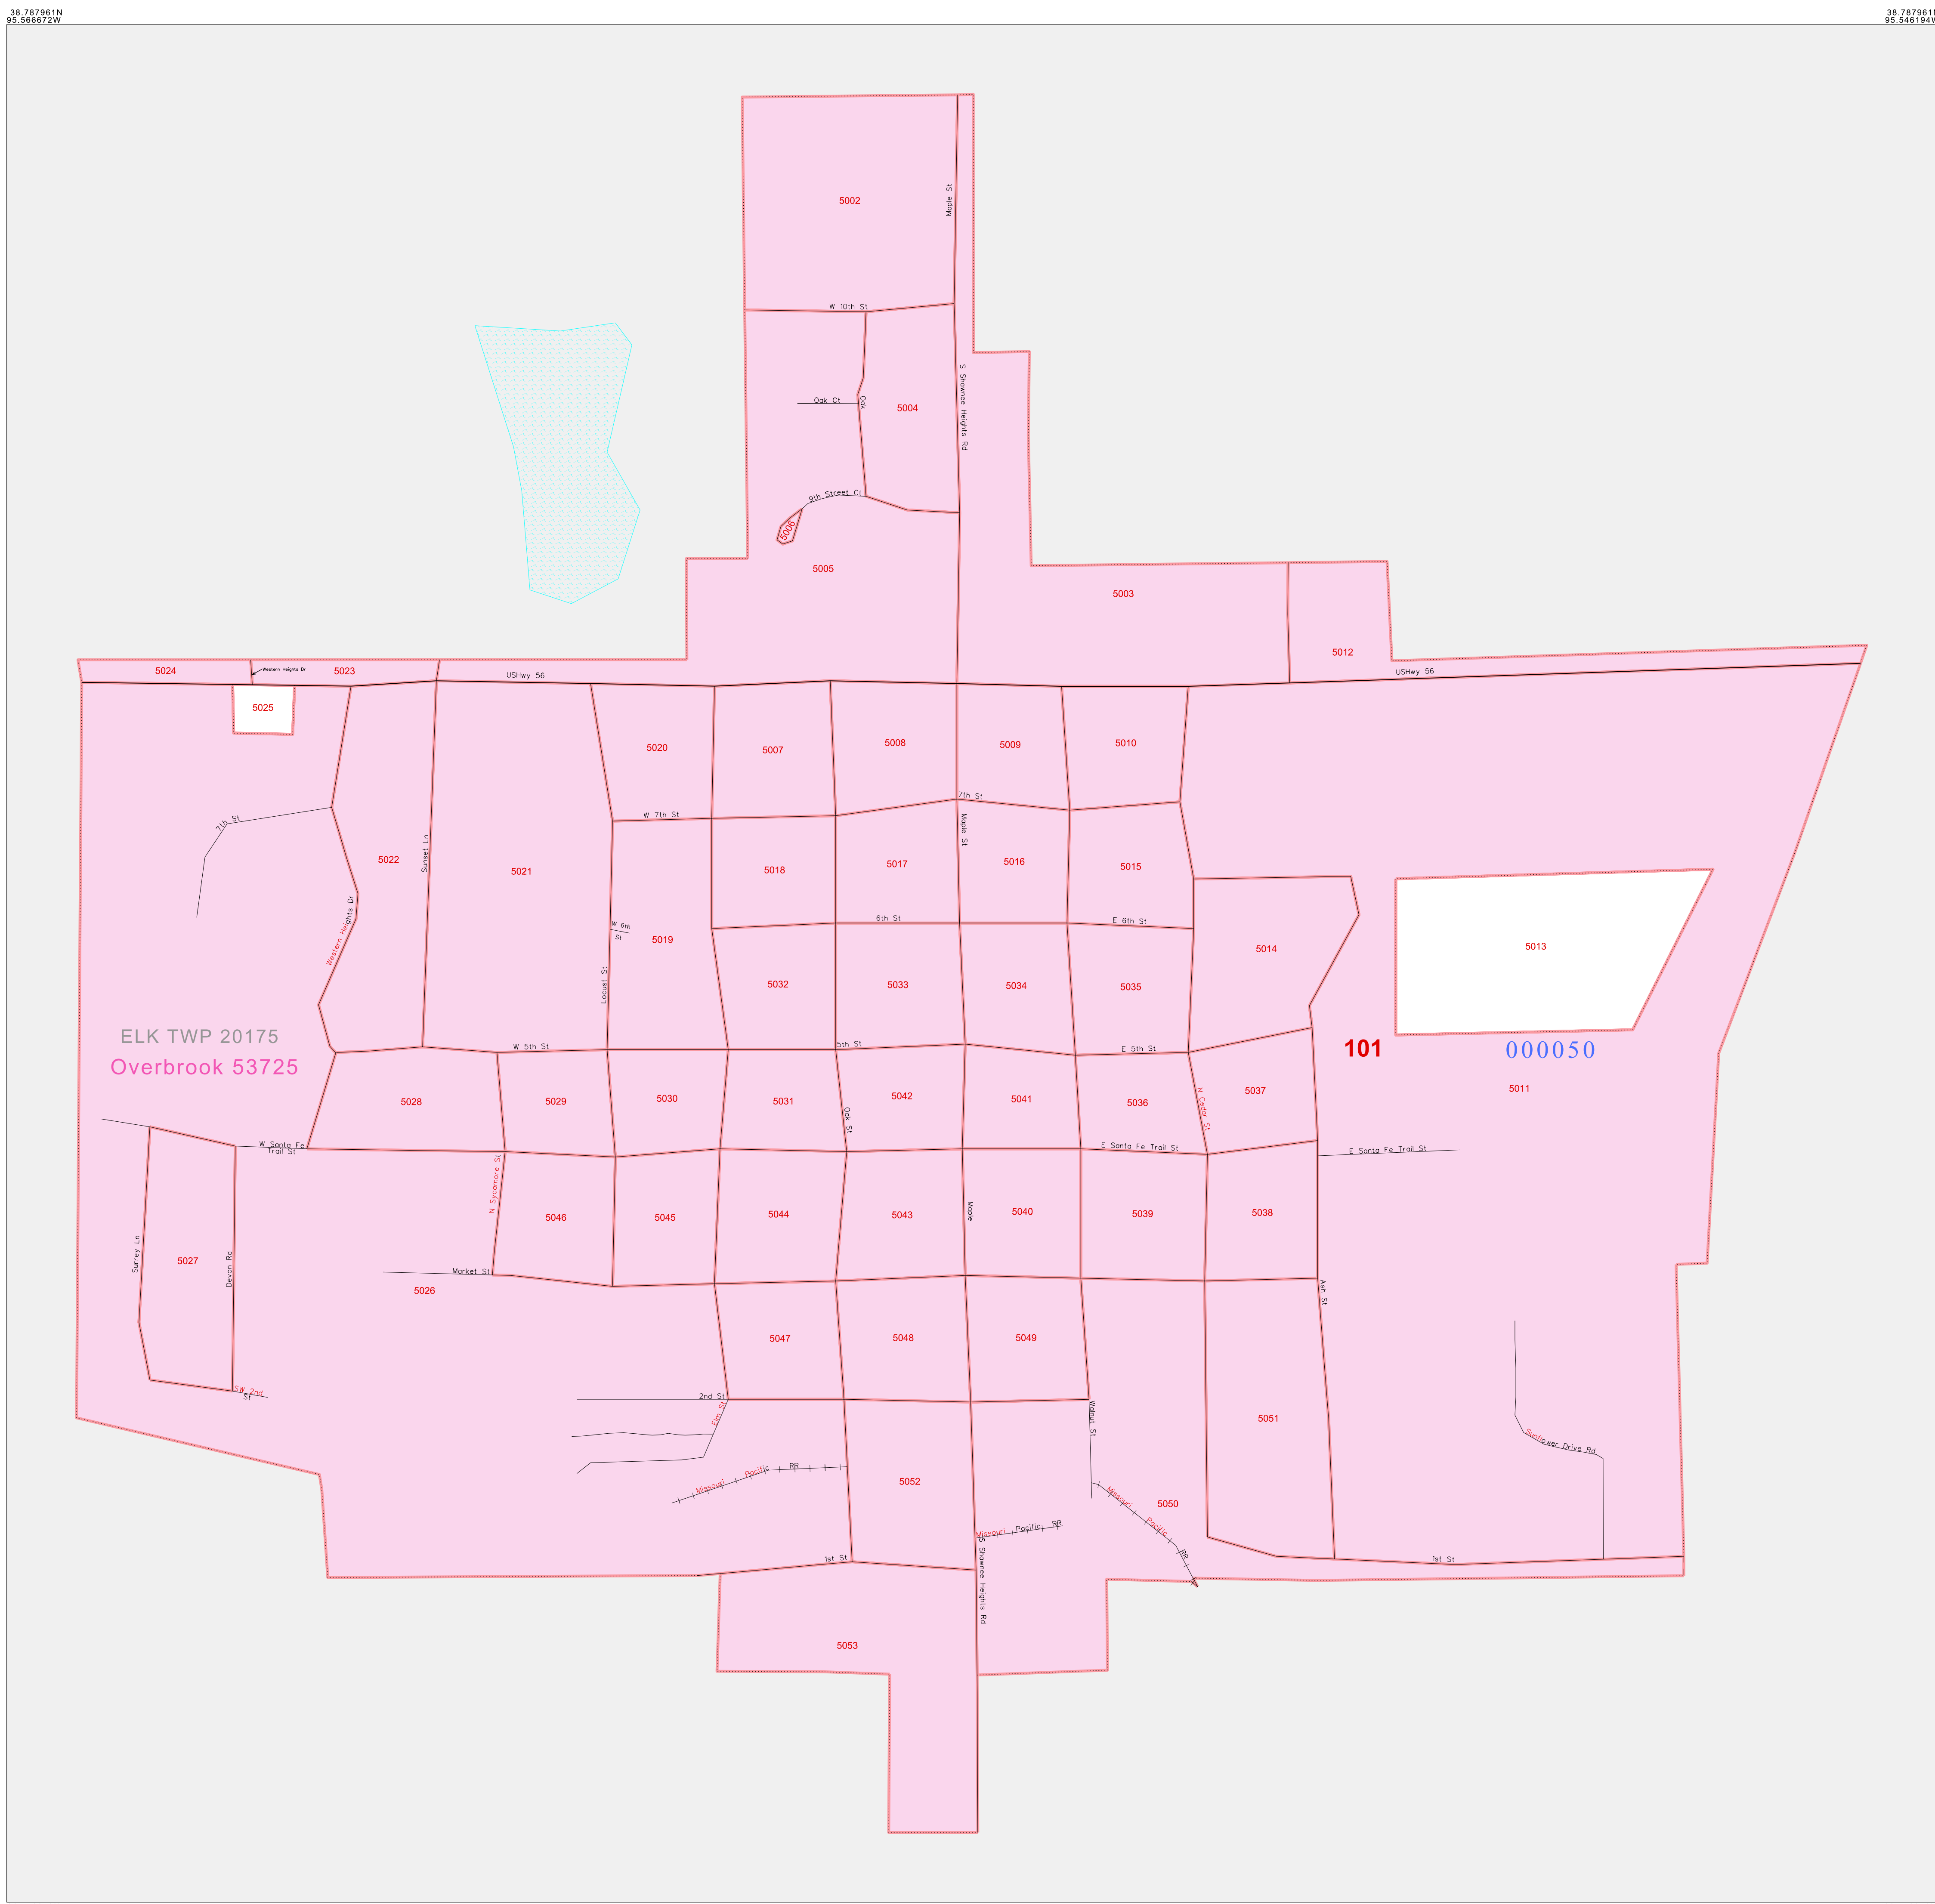 38.787961N
95.566672W
38.787961N
95.546194W
5002
Maple St
W 10th St
S Shawnee Heights Rd
Oak Ct
Oak
5004
9th Street Ct
5006
5005
5003
5012
5024
Western Heights Dr
5023
USHwy 56
USHwy 56
5025
5020
5007
5008
5009
5010
7th St
W 7th St
7th St
Maple St
5022
Sunset Ln
5021
5018
5017
5016
5015
Western Heights Dr
W 6th
St
5019
6th St
E 6th St
5014
5013
Locust St
5032
5033
5034
5035
ELK TWP 20175
Overbrook 53725
W 5th St
5th St
E 5th St
101
000050
5011
5028
5029
5030
5031
Oak St
5042
5041
5036
N Cedar St
5037
W Santa Fe
Trail St
E Santa Fe Trail St
E Santa Fe Trail St
N Sycamore St
5046
5045
5044
5043
Maple
5040
5039
5038
Surrey Ln
5027
Devon Rd
Market St
5026
Ash St
5047
5048
5049
SW 2nd
St
2nd St
Elm St
Walnut St
5051
Sunflower Drive Rd
Missouri Pacific RR
5052
Missouri Pacific RR
5050
Missouri Pacific RR
1st St
S Shawnee Heights Rd
1st St
5053